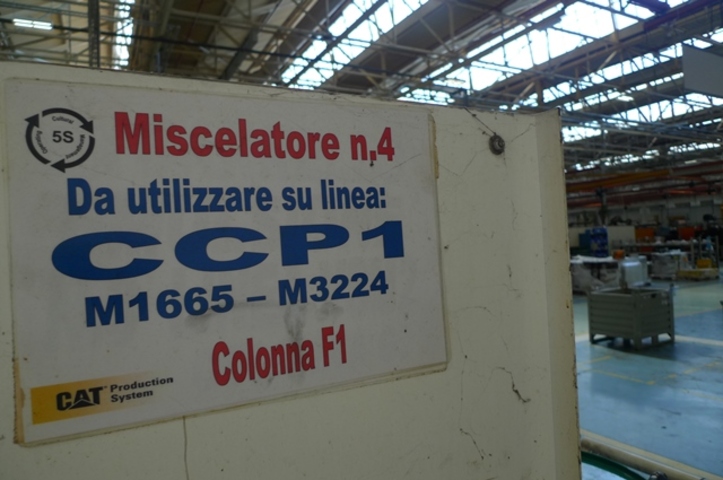 5S
Miscelatore n.4
Da utilizzare su linea:
CCP1
M1665 – M3224
Colonna F1
CAT Production
System